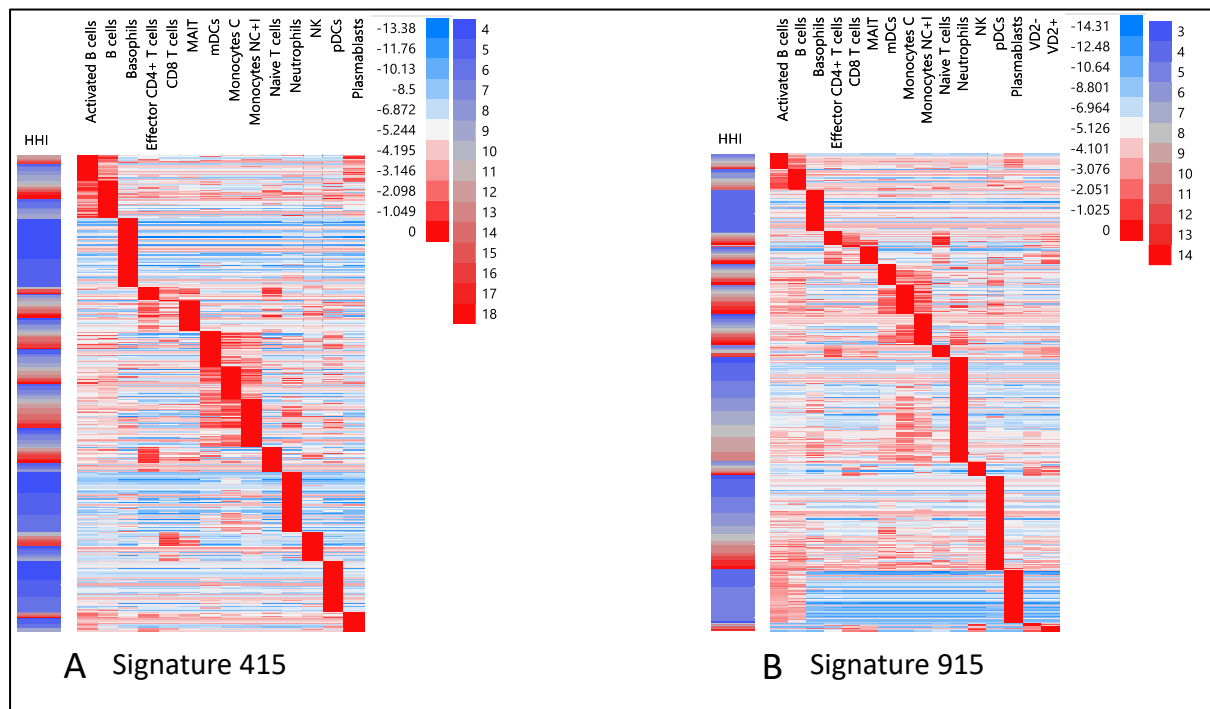 HHI
Activated B cells
B cells
Basophils
Effector CD4+ T cells
CD8 T cells
MAIT
mDCs
Monocytes C
Monocytes NC+I
Naive T cells
Neutrophils
NK
pDCs
Plasmablasts
-13.38
-11.76
-10.13
-8.5
-6.872
-5.244
-4.195
-3.146
-2.098
-1.049
0
4
5
6
7
8
9
10
12
13
14
15
16
17
18
A Signature 415
HHI
Activated B cells
B cells
Basophils
Effector CD4+ T cells
CD8 T cells
MAIT
mDCs
Monocytes C
Monocytes NC+I
Naive T cells
Neutrophils
NK
pDCs
Plasmablasts
VD2-
VD2+
-14.31
-12.48
-10.64
-8.801
-6.964
-5.126
-4.101
-3.076
-2.051
-1.025
0
3
4
5
6
7
8
9
10
11
12
13
14
B Signature 915